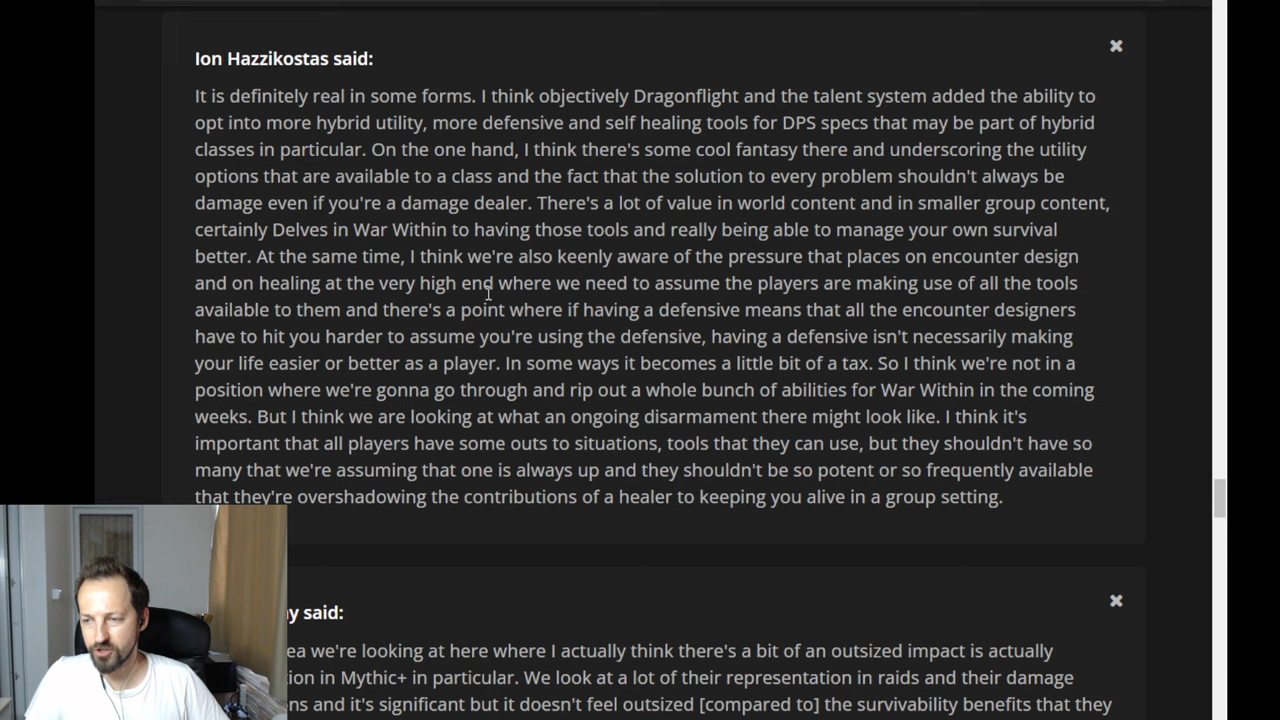 Ion Hazzikostas said:
It is definitely real in some forms. I think objectively Dragonflight and the talent system added the ability to
opt into more hybrid utility, more defensive and self healing tools for DPS specs that may be part of hybrid
classes in particular. On the one hand, I think there's some cool fantasy there and underscoring the utility
options that are available to a class and the fact that the solution to every problem shouldn't always be
damage even if you're a damage dealer. There's a lot of value in world content and in smaller group content,
certainly Delves in War Within to having those tools and really being able to manage your own survival
better. At the same time, I think we're also keenly aware of the pressure that places on encounter design
and on healing at the very high end where we need to assume the players are making use of all the tools
available to them and there's a point where if having a defensive means that all the encounter designers
have to hit you harder to assume you're using the defensive, having a defensive isn't necessarily making
your life easier or better as a player. In some ways it becomes a little bit of a tax. So I think we're not in a
position where we're gonna go through and rip out a whole bunch of abilities for War Within in the coming
weeks. But I think we are looking at what an ongoing disarmament there might look like. I think it's
important that all players have some outs to situations, tools that they can use, but they shouldn't have so
many that we're assuming that one is always up and they shouldn't be so potent or so frequently available
that they're overshadowing the contributions of a healer to keeping you alive in a group setting.
said:
we're looking at here where I actually think there's a bit of an outsized impact is actually
in Mythic+ in particular. We look at a lot of their representation in raids and their damage
and it's significant but it doesn't feel outsized [compared to] the survivability benefits that they